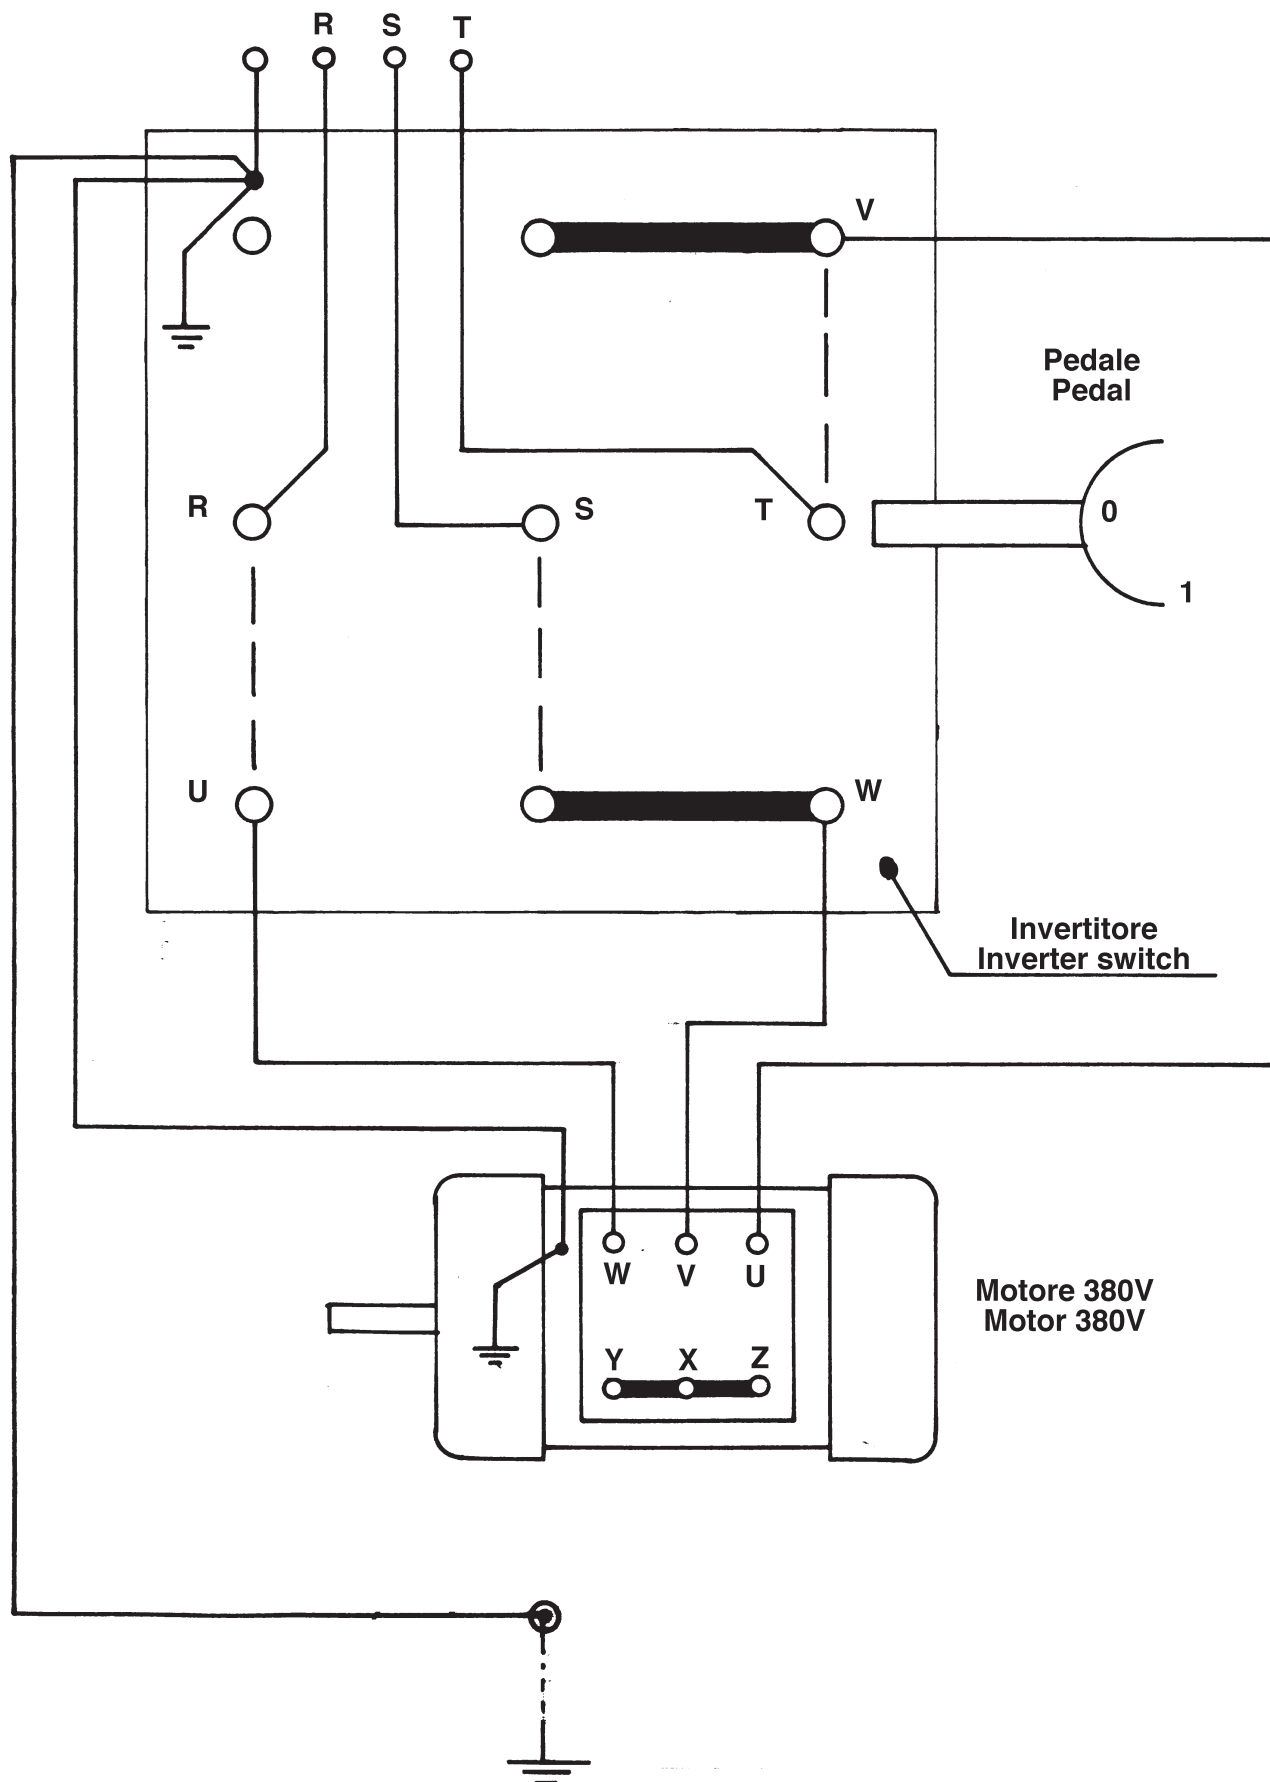 R S T
V
Pedale
Pedal
R S T
0
1
U W
Invertitore
Inverter switch
W V U
Motore 380V
Motor 380V
Y X Z